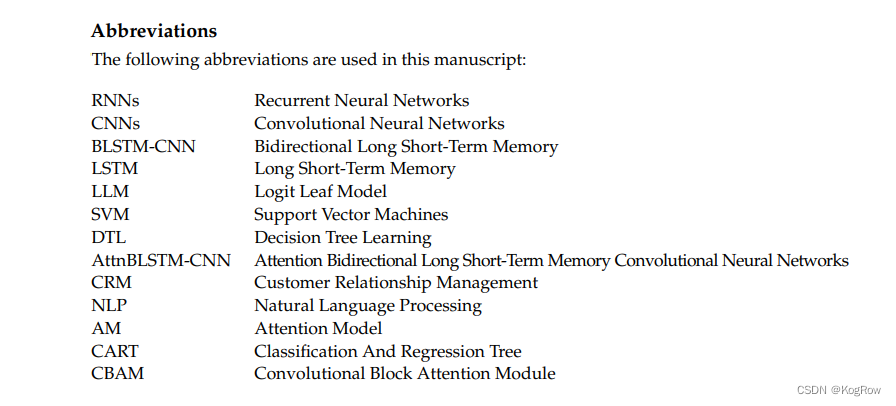 Abbreviations
The following abbreviations are used in this manuscript:
RNNs Recurrent Neural Networks
CNNs Convolutional Neural Networks
BLSTM-CNN Bidirectional Long Short-Term Memory
LSTM Long Short-Term Memory
LLM Logit Leaf Model
SVM Support Vector Machines
DTL Decision Tree Learning
AttnBLSTM-CNN Attention Bidirectional Long Short-Term Memory Convolutional Neural Networks
CRM Customer Relationship Management
NLP Natural Language Processing
AM Attention Model
CART Classification And Regression Tree
CBAM Convolutional Block Attention Module
CSDN @KogRow